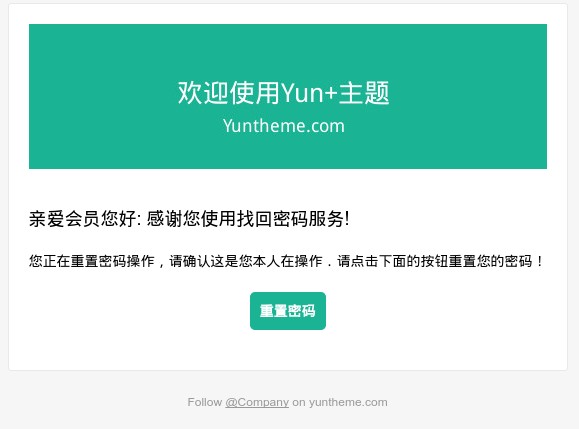 欢迎使用Yun+主题
Yuntheme.com
亲爱会员您好: 感谢您使用找回密码服务!
您正在重置密码操作，请确认这是您本人在操作．请点击下面的按钮重置您的密码！
重置密码
Follow @Company on yuntheme.com